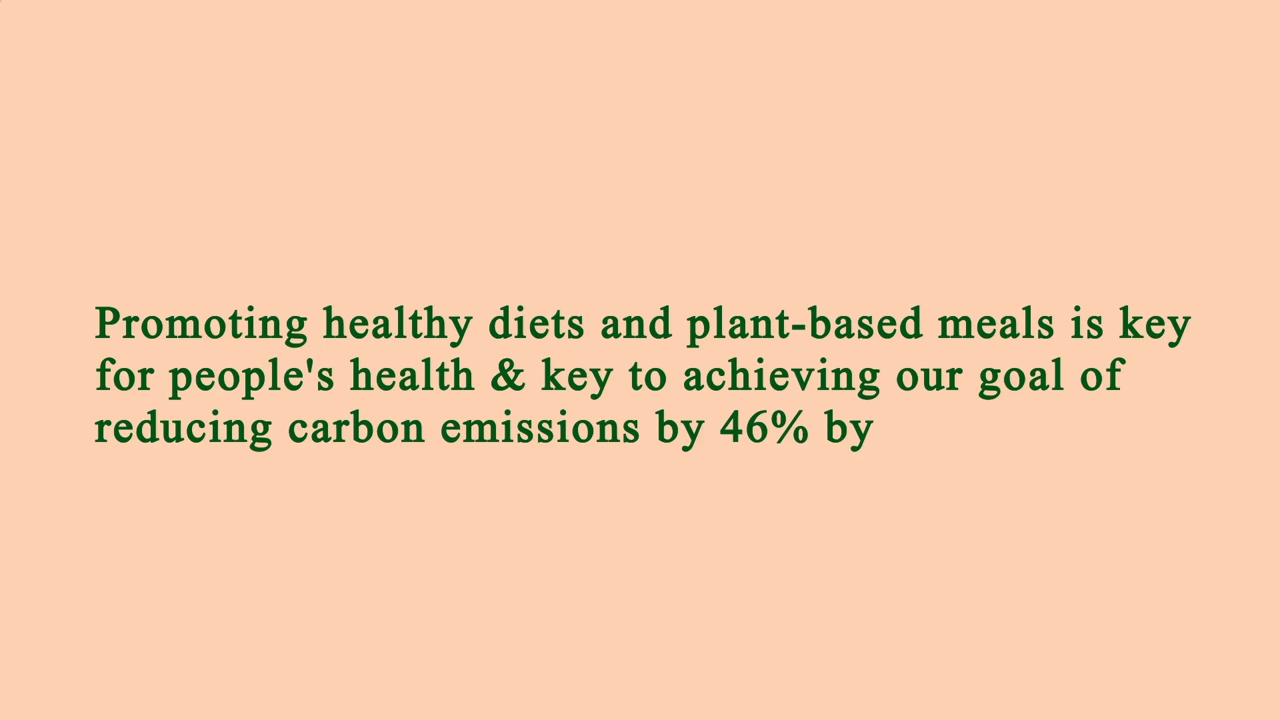 Promoting healthy diets and plant-based meals is key
for people's health & key to achieving our goal of
reducing carbon emissions by 46% by